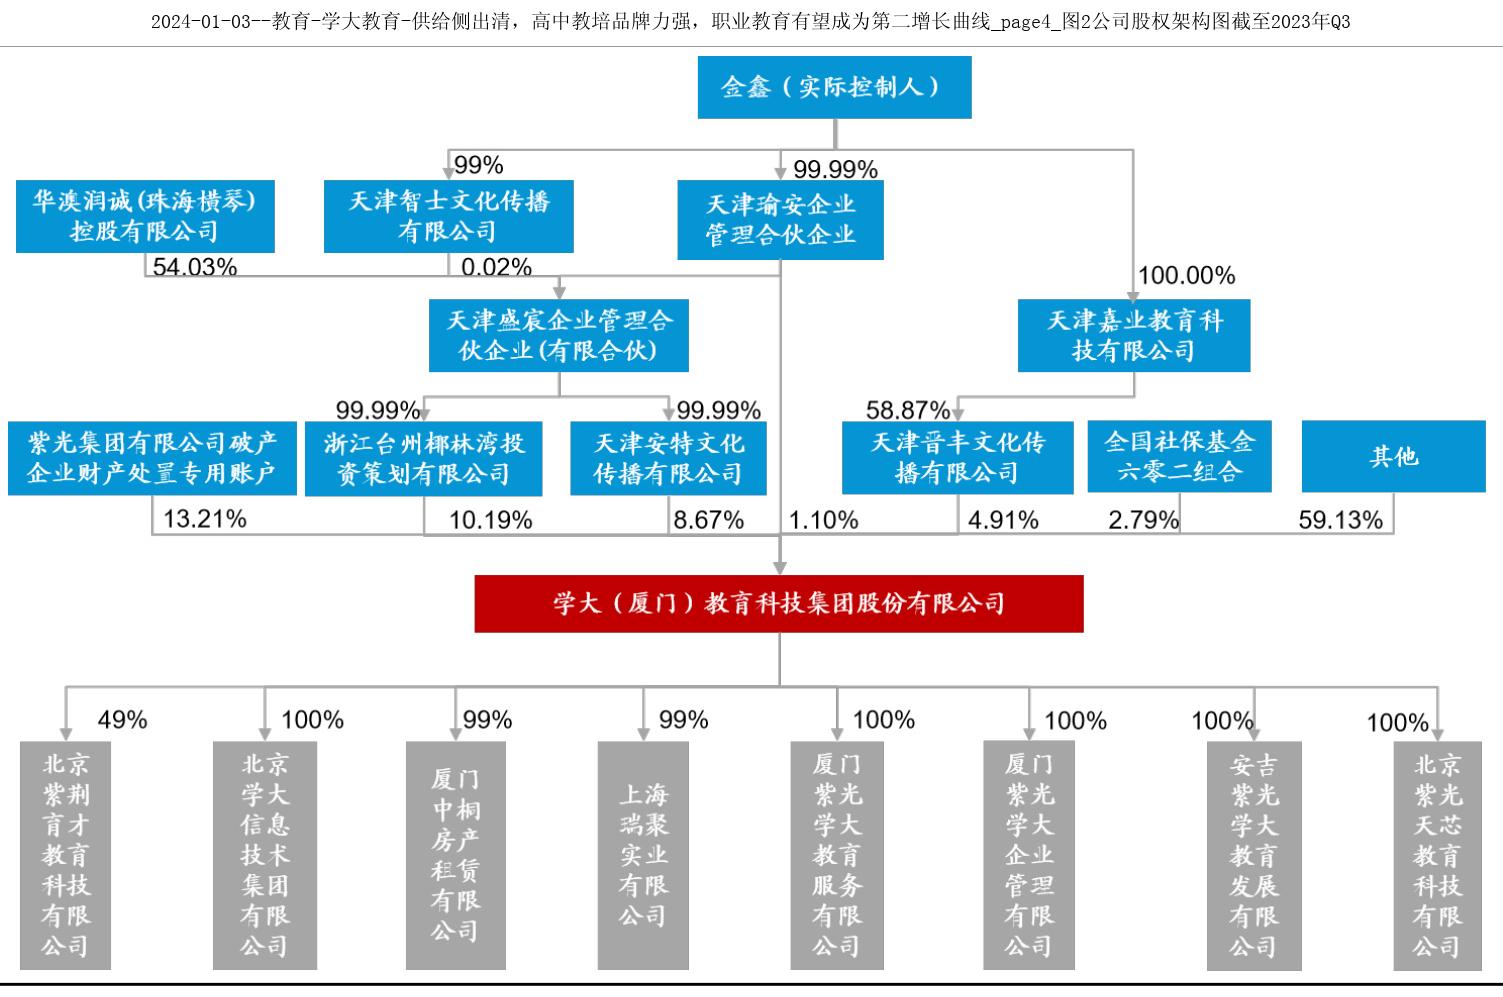 2024-01-03--教育-学大教育-供给侧出清，高中教培品牌力强，职业教育有望成为第二增长曲线_page4_图2公司股权架构图截至2023年Q3
金鑫（实际控制人）
99%
99.99%
华澳润诚(珠海横琴)
控股有限公司
天津智士文化传播
有限公司
天津瑜安企业
管理合伙企业
54.03%
0.02%
100.00%
天津盛宸企业管理合
伙企业(有限合伙)
天津嘉业教育科
技有限公司
99.99%
99.99%
58.87%
紫光集团有限公司破产
企业财产处置专用账户
浙江台州椰林湾投
资策划有限公司
天津安特文化
传播有限公司
天津晋丰文化传
播有限公司
全国社保基金
六零二组合
其他
13.21%
10.19%
8.67%
1.10%
4.91%
2.79%
59.13%
学大（厦门）教育科技集团股份有限公司
49%
100%
99%
99%
100%
100%
100%
100%
北京
紫荆
育才
教育
科技
有限
公司
北京
学大
信息
技术
集团
有限
公司
厦门
中桐
房产
租赁
有限
公司
上海
瑞聚
实业
有限
公司
厦门
紫光
学大
教育
服务
有限
公司
厦门
紫光
学大
企业
管理
有限
公司
安吉
紫光
学大
教育
发展
有限
公司
北京
紫光
天芯
教育
科技
有限
公司